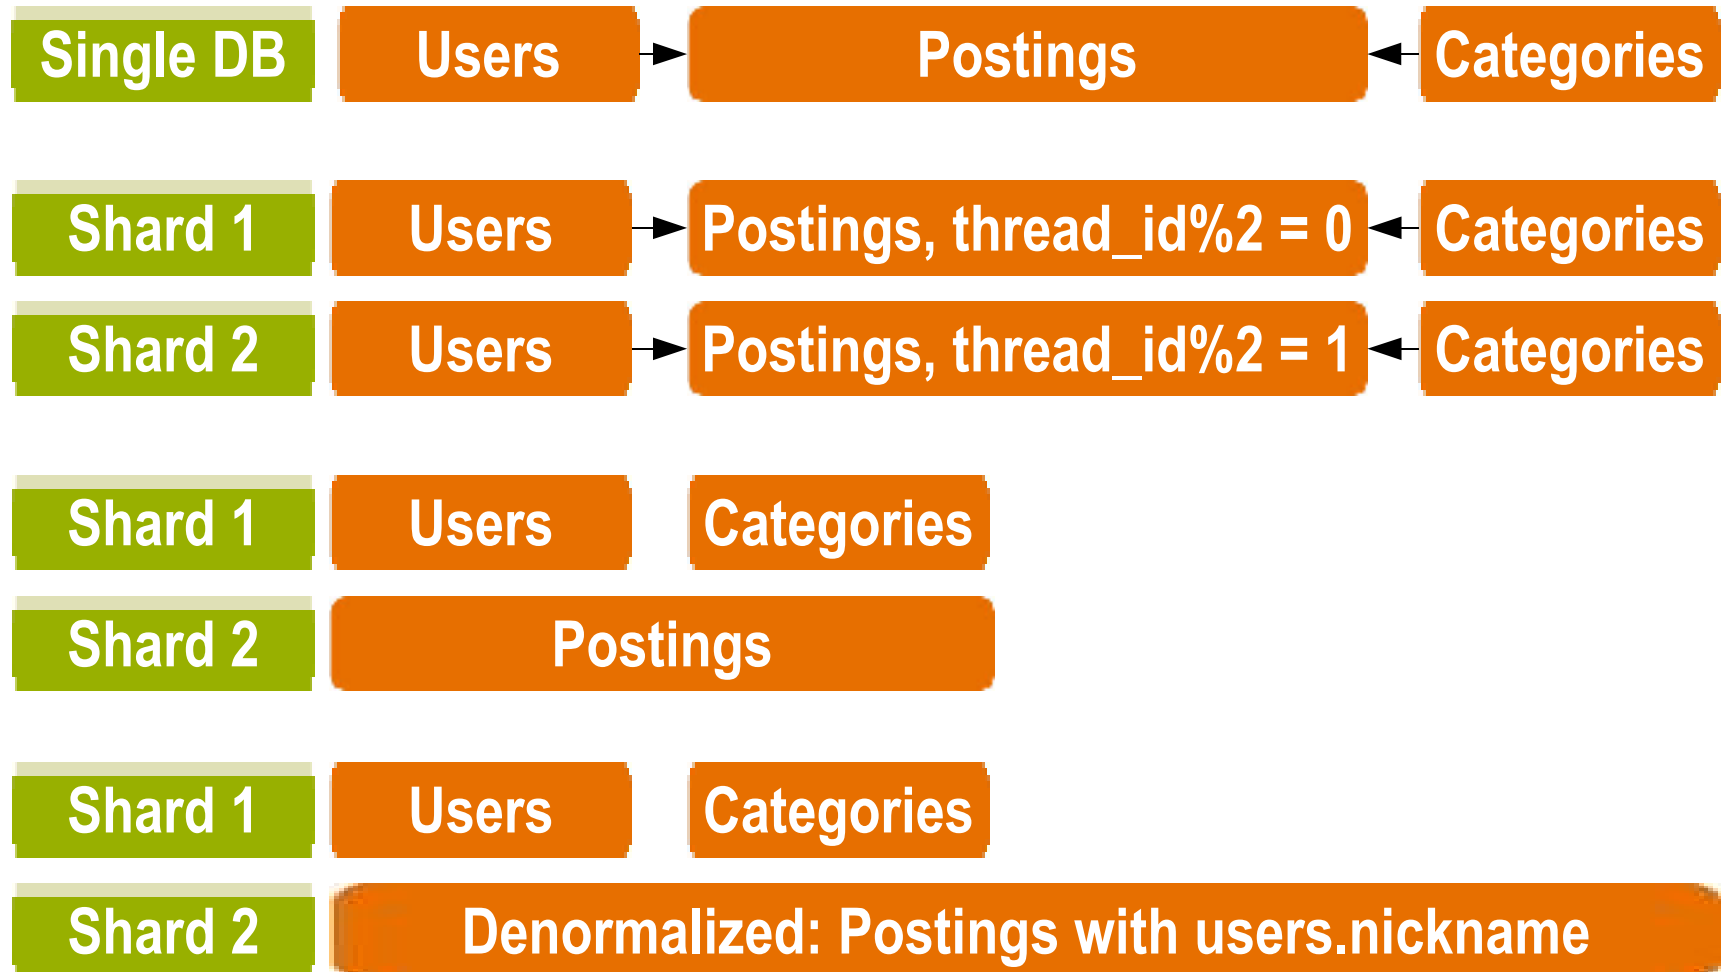 Single DB Users Postings Categories
Shard 1 Users Postings, thread_id%2 = 0 Categories
Shard 2 Users Postings, thread_id%2 = 1 Categories
Shard 1 Users Categories
Shard 2 Postings
Shard 1 Users Categories
Shard 2 Denormalized: Postings with users.nickname